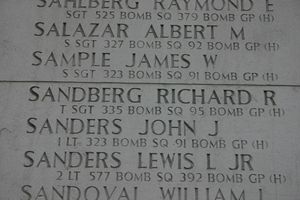 SAHLBERG RAYMOND E
SGT 525 BOMB SQ 379 BOMB GP (H)
SALAZAR ALBERT M
S SGT 327 BOMB SQ 92 BOMB GP (H)
SAMPLE JAMES W
S SGT 323 BOMB SQ 91 BOMB GP (H)
SANDBERG RICHARD R
T SGT 335 BOMB SQ 95 BOMB GP (H)
SANDERS JOHN J
1 LT 323 BOMB SQ 91 BOMB GP (H)
SANDERS LEWIS L JR
2 LT 577 BOMB SQ 392 BOMB GP (H)
SANDOVAL WILLIAM L